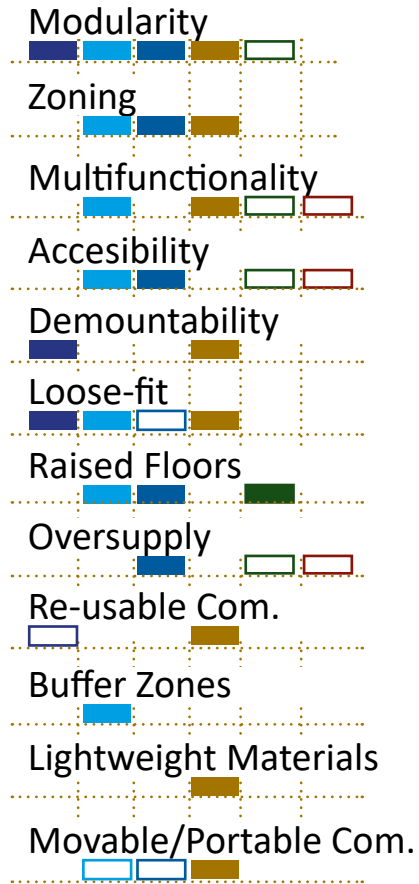 Modularity
Zoning
Multifunctionality
Accesibility
Demountability
Loose-fit
Raised Floors
Oversupply
Re-usable Com.
Buffer Zones
Lightweight Materials
Movable/Portable Com.